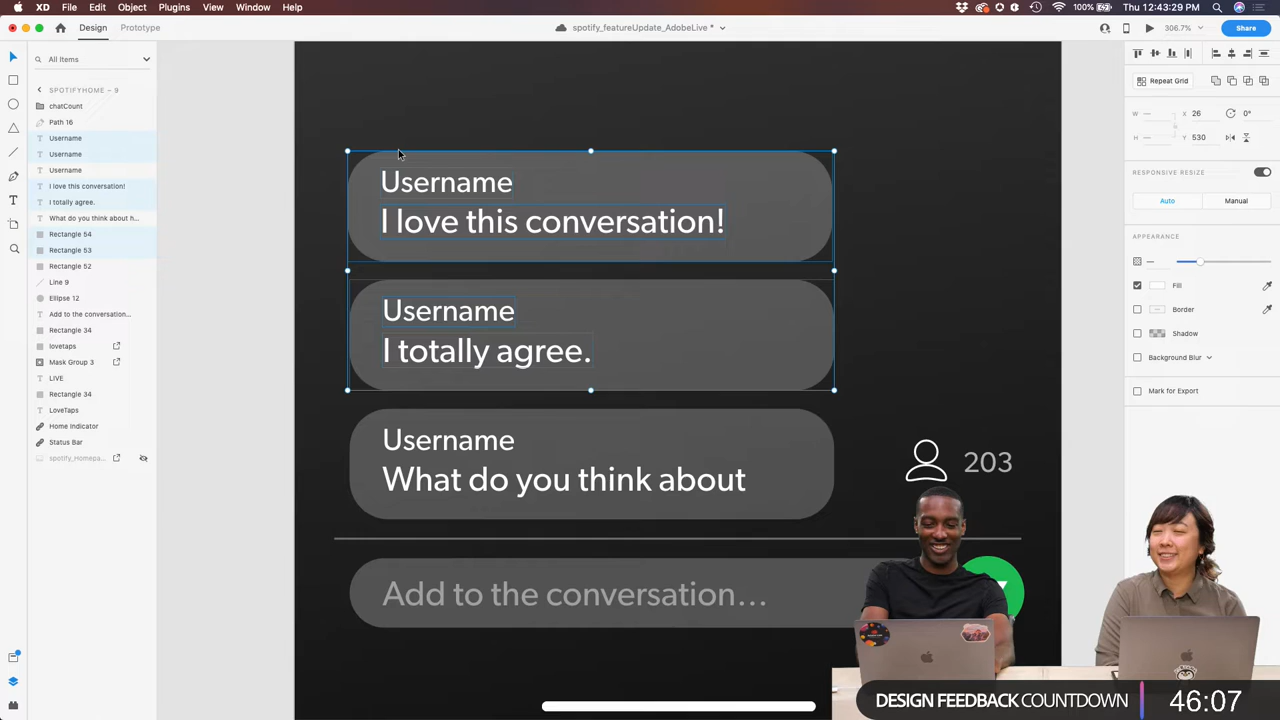 XD File Edit Object Plugins View Window Help
100% Thu 12:43:29 PM
Design Prototype
spotify_featureUpdate_AdobeLive *
306.7%
Share
All Items
SPOTIFYHOME – 9
chatCount
Path 16
Username
Username
Username
I love this conversation!
I totally agree.
What do you think about h...
Rectangle 54
Rectangle 53
Rectangle 52
Line 9
Ellipse 12
Add to the conversation...
Rectangle 34
lovetaps
Mask Group 3
LIVE
Rectangle 34
LoveTaps
Home Indicator
Status Bar
spotify_Homepa...
Username
I love this conversation!
Username
I totally agree.
Username
What do you think about
203
Add to the conversation...
Repeat Grid
W — X 26 0°
H — Y 530
RESPONSIVE RESIZE
Auto Manual
APPEARANCE
Fill
Border
Shadow
Background Blur
Mark for Export
DESIGN FEEDBACK COUNTDOWN 46:07